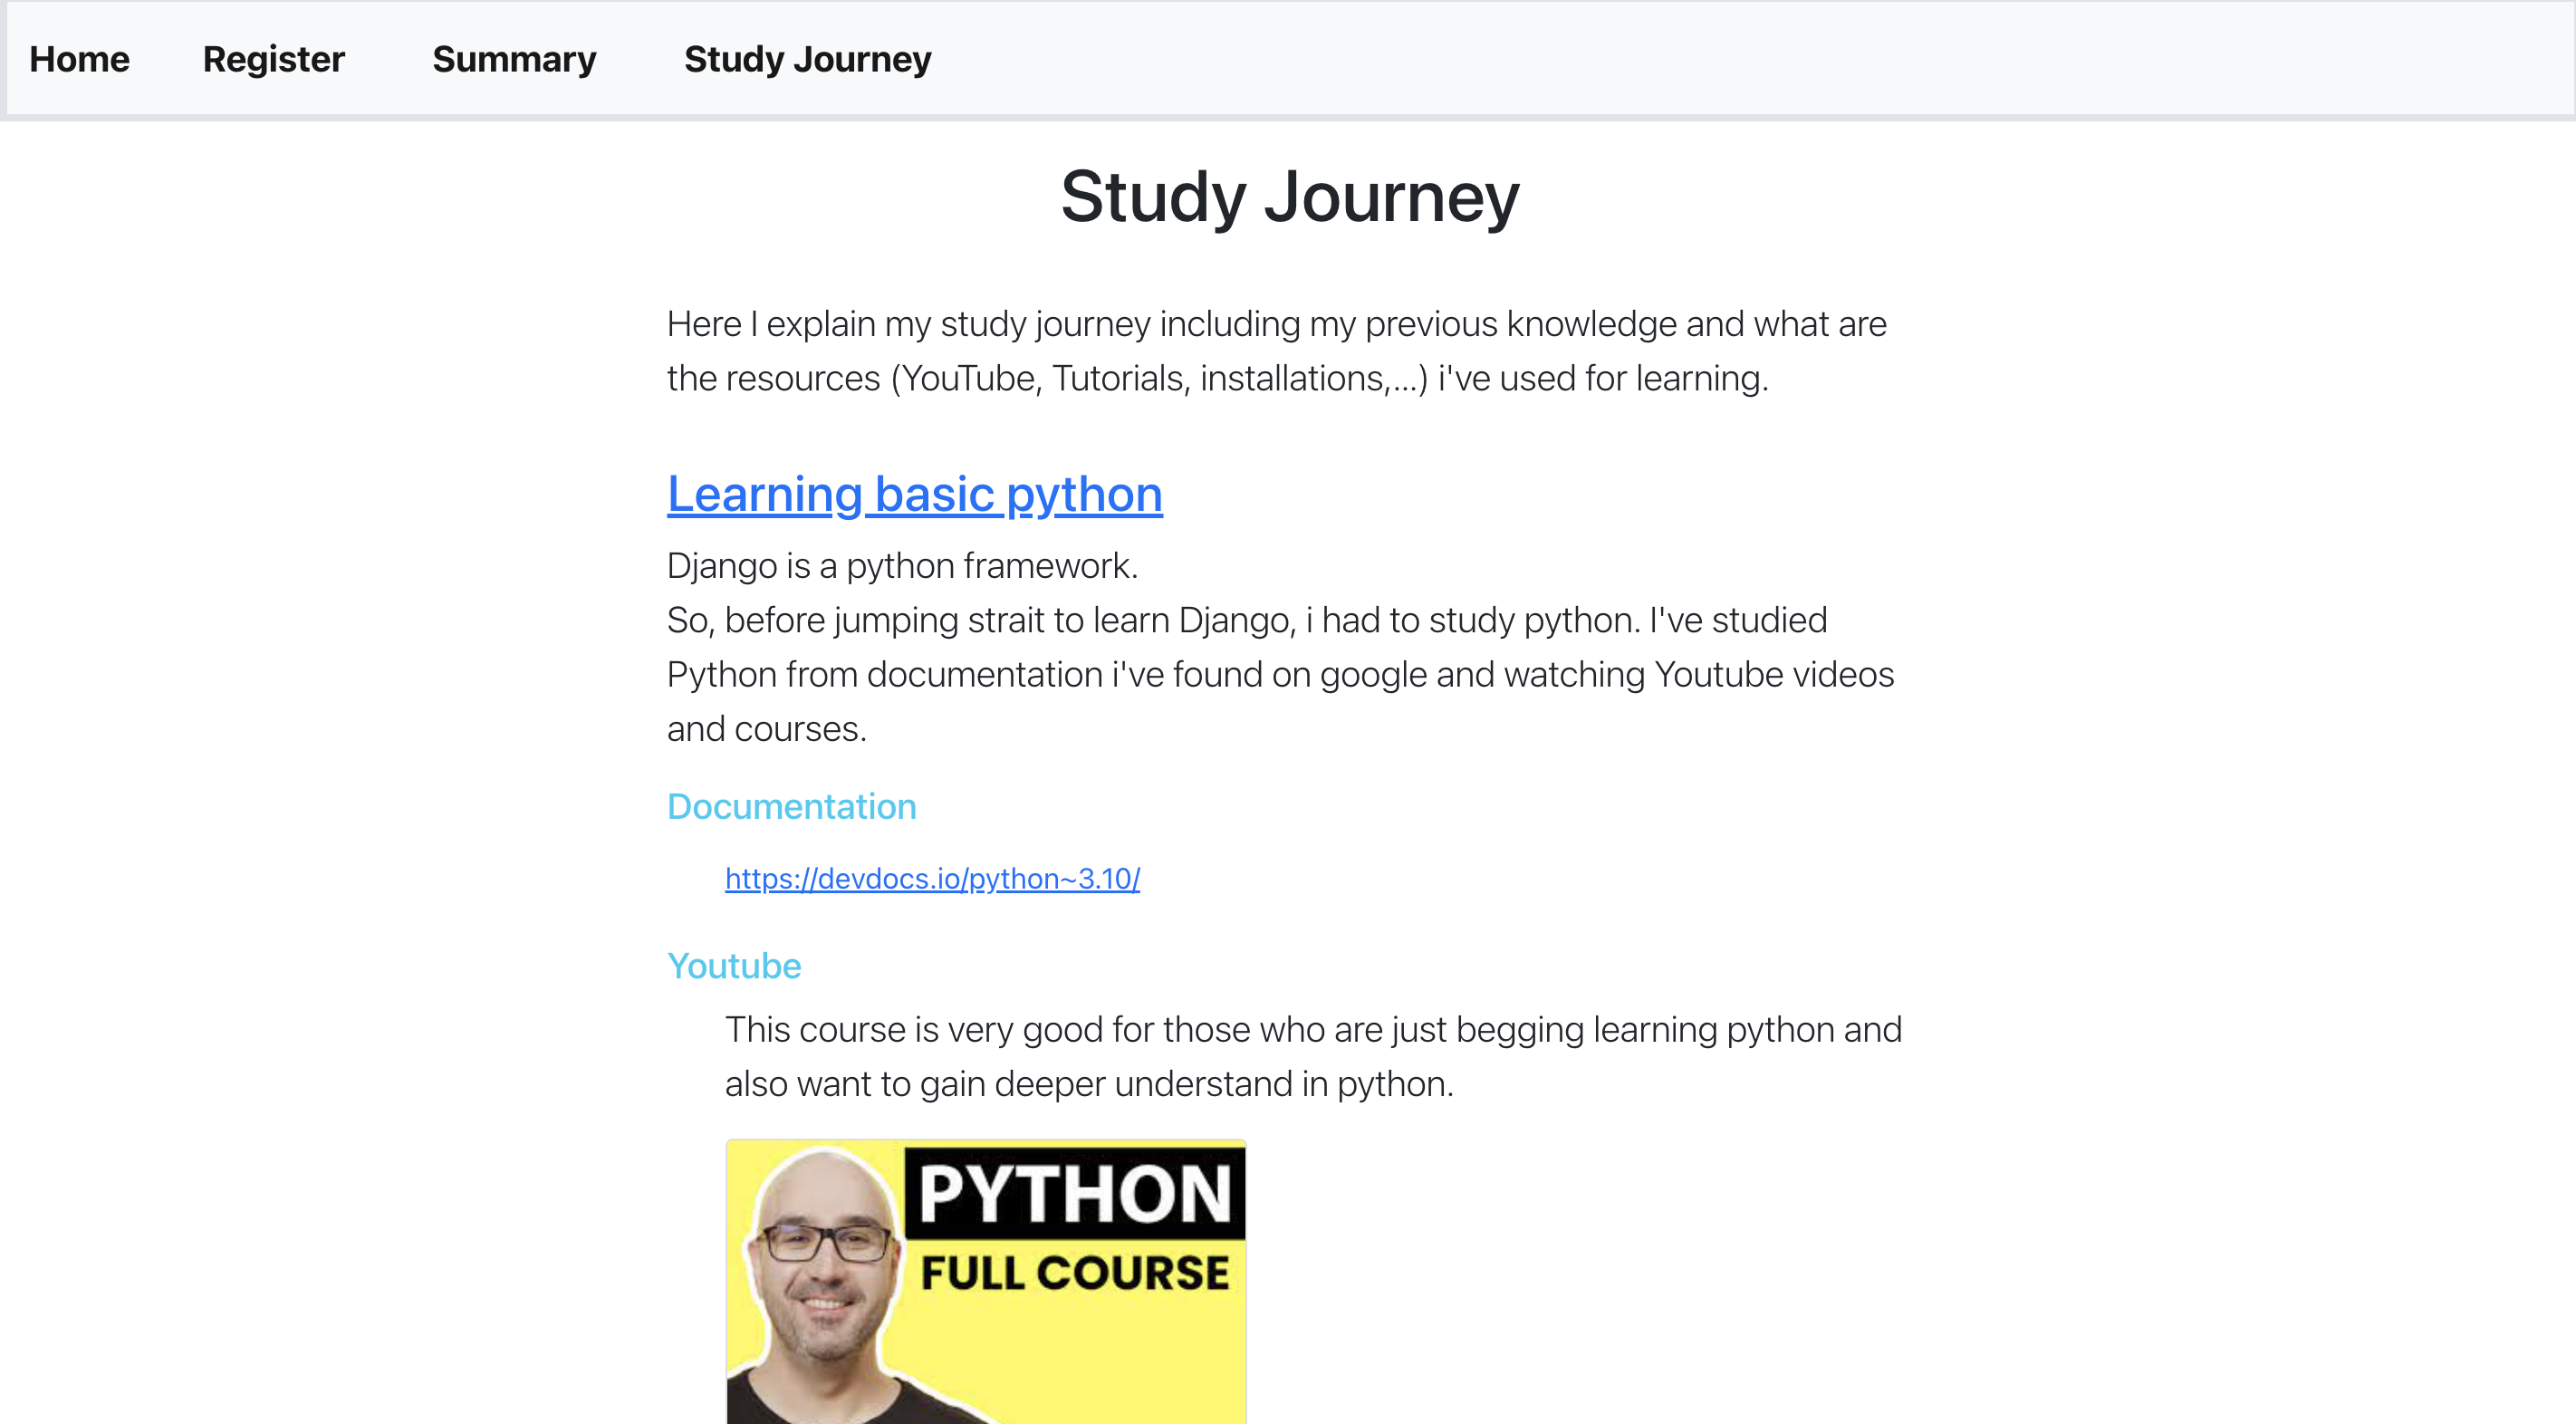 Home Register Summary Study Journey
Study Journey
Here I explain my study journey including my previous knowledge and what are
the resources (YouTube, Tutorials, installations,...) i've used for learning.
Learning basic python
Django is a python framework.
So, before jumping strait to learn Django, i had to study python. I've studied
Python from documentation i've found on google and watching Youtube videos
and courses.
Documentation
https://devdocs.io/python~3.10/
Youtube
This course is very good for those who are just begging learning python and
also want to gain deeper understand in python.
PYTHON
FULL COURSE